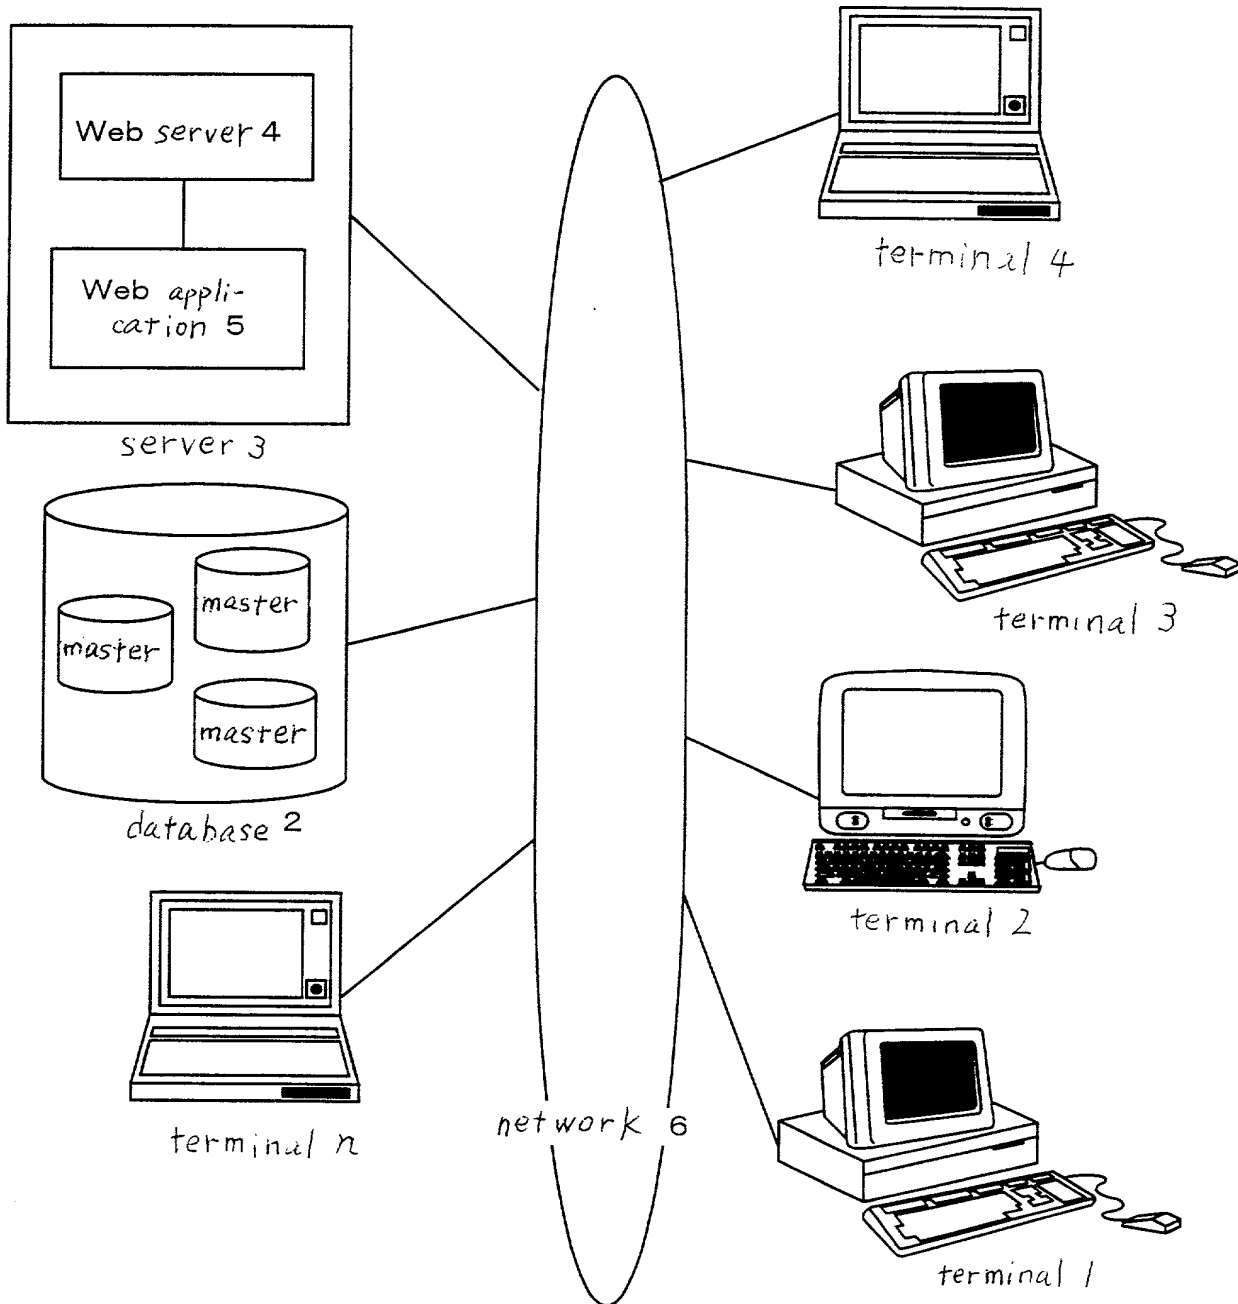 Web server 4
Web appli-
cation 5
server 3
master
master
master
database 2
terminal n
network 6
terminal 4
terminal 3
terminal 2
terminal 1